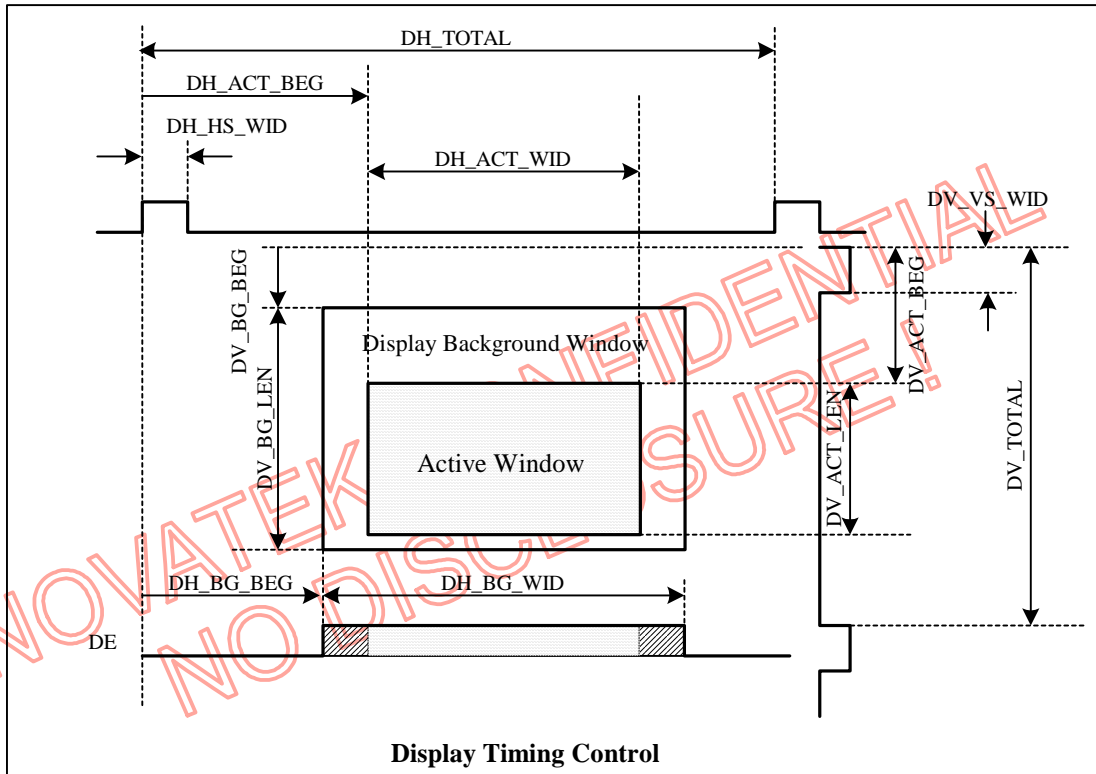 DH_TOTAL
DH_ACT_BEG
DH_HS_WID
DH_ACT_WID
DV_VS_WID
DV_BG_BEG
DV_ACT_BEG
Display Background Window
DV_BG_LEN
DV_ACT_LEN
DV_TOTAL
Active Window
DH_BG_BEG
DH_BG_WID
DE
NOVATEK CONFIDENTIAL
NO DISCLOSURE !
Display Timing Control